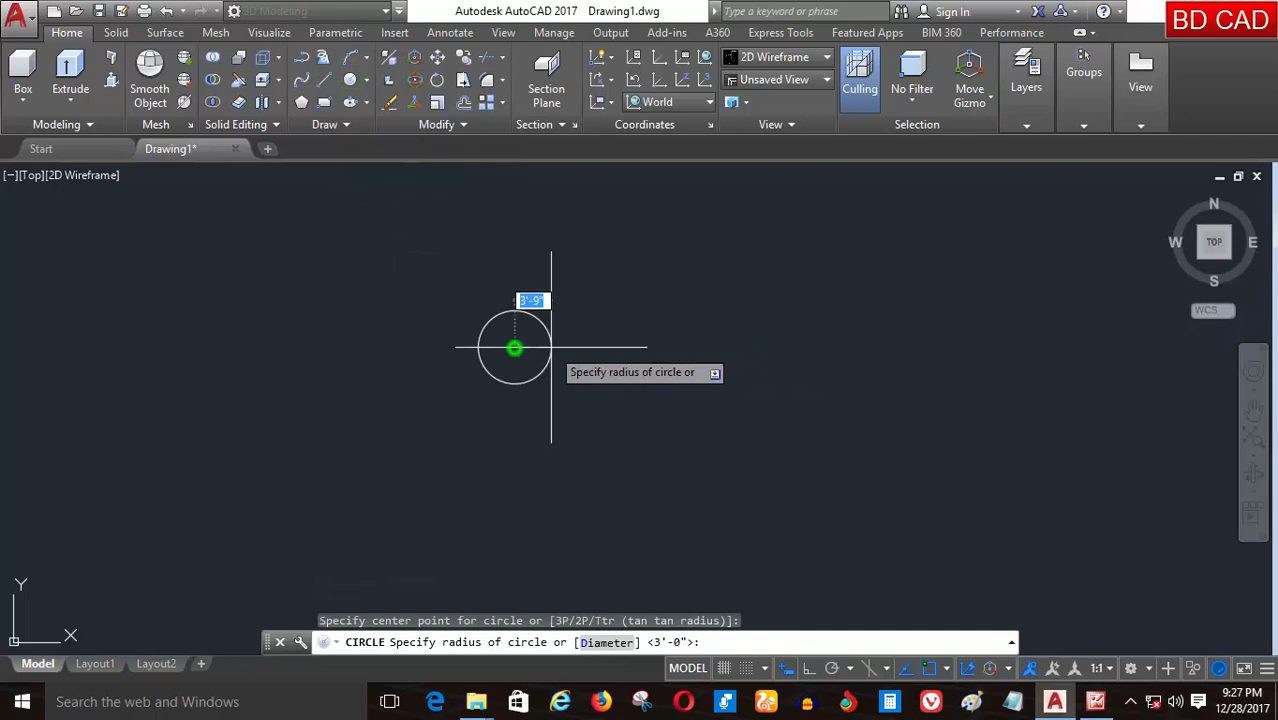 3D Modeling
Autodesk AutoCAD 2017 Drawing1.dwg
Type a keyword or phrase
Sign In
BD CAD
Home Solid Surface Mesh Visualize Parametric Insert Annotate View Manage Output Add-ins A360 Express Tools Featured Apps BIM 360 Performance
Box
Extrude
Smooth
Object
Section
Plane
World
2D Wireframe
Unsaved View
Culling
No Filter
Move
Gizmo
Layers
Groups
View
Modeling Mesh Solid Editing Draw Modify Section Coordinates View Selection
Start Drawing1*
[−][Top][2D Wireframe]
N
W TOP E
S
WCS
3'-9"
Specify radius of circle or
Y
X
Specify center point for circle or [3P/2P/Ttr (tan tan radius)]:
CIRCLE Specify radius of circle or [Diameter] <3'-0">:
Model Layout1 Layout2
MODEL
1:1
Search the web and Windows
9:27 PM
12/28/2017